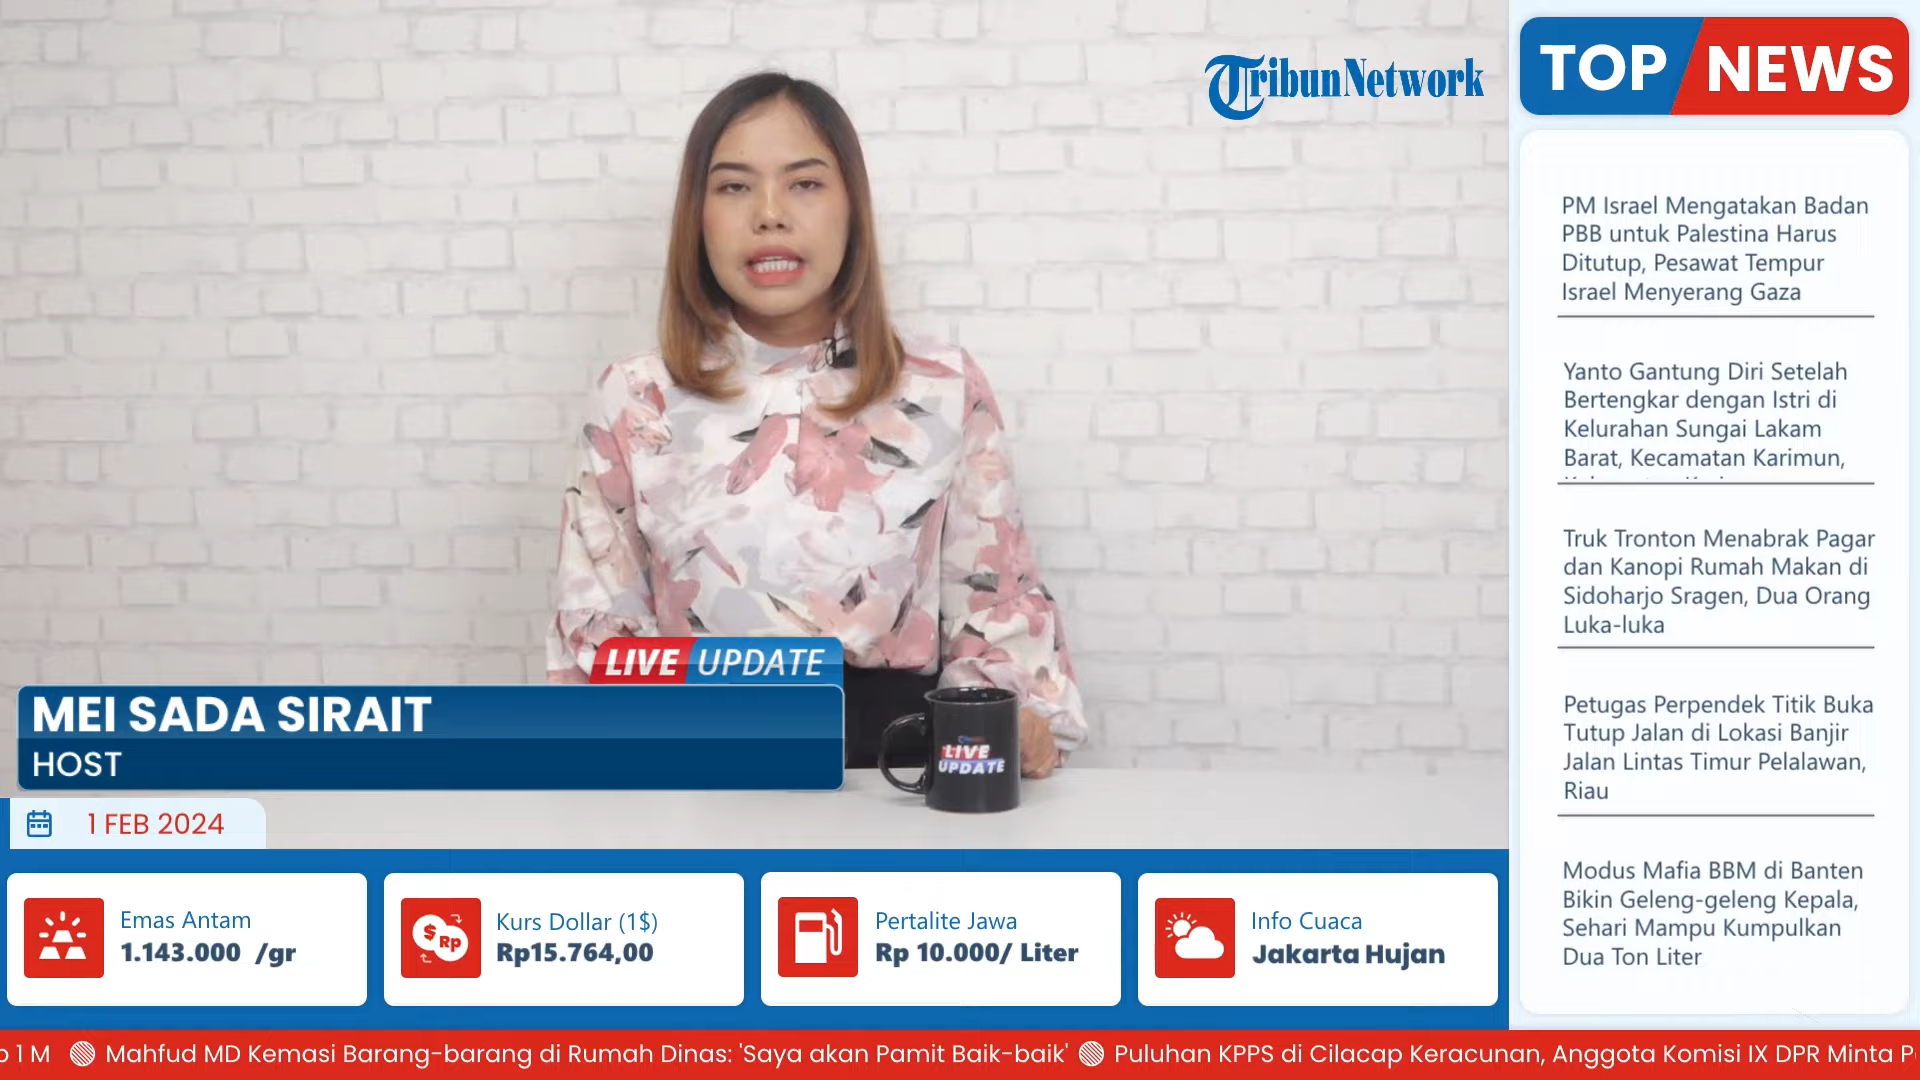 TribunNetwork
TOP NEWS
PM Israel Mengatakan Badan
PBB untuk Palestina Harus
Ditutup, Pesawat Tempur
Israel Menyerang Gaza
Yanto Gantung Diri Setelah
Bertengkar dengan Istri di
Kelurahan Sungai Lakam
Barat, Kecamatan Karimun,
Truk Tronton Menabrak Pagar
dan Kanopi Rumah Makan di
Sidoharjo Sragen, Dua Orang
Luka-luka
Petugas Perpendek Titik Buka
Tutup Jalan di Lokasi Banjir
Jalan Lintas Timur Pelalawan,
Riau
Modus Mafia BBM di Banten
Bikin Geleng-geleng Kepala,
Sehari Mampu Kumpulkan
Dua Ton Liter
LIVE UPDATE
MEI SADA SIRAIT
HOST
LIVE
UPDATE
1 FEB 2024
Emas Antam
1.143.000 /gr
$ Rp
Kurs Dollar (1$)
Rp15.764,00
Pertalite Jawa
Rp 10.000/ Liter
Info Cuaca
Jakarta Hujan
1 M Mahfud MD Kemasi Barang-barang di Rumah Dinas: 'Saya akan Pamit Baik-baik' Puluhan KPPS di Cilacap Keracunan, Anggota Komisi IX DPR Minta